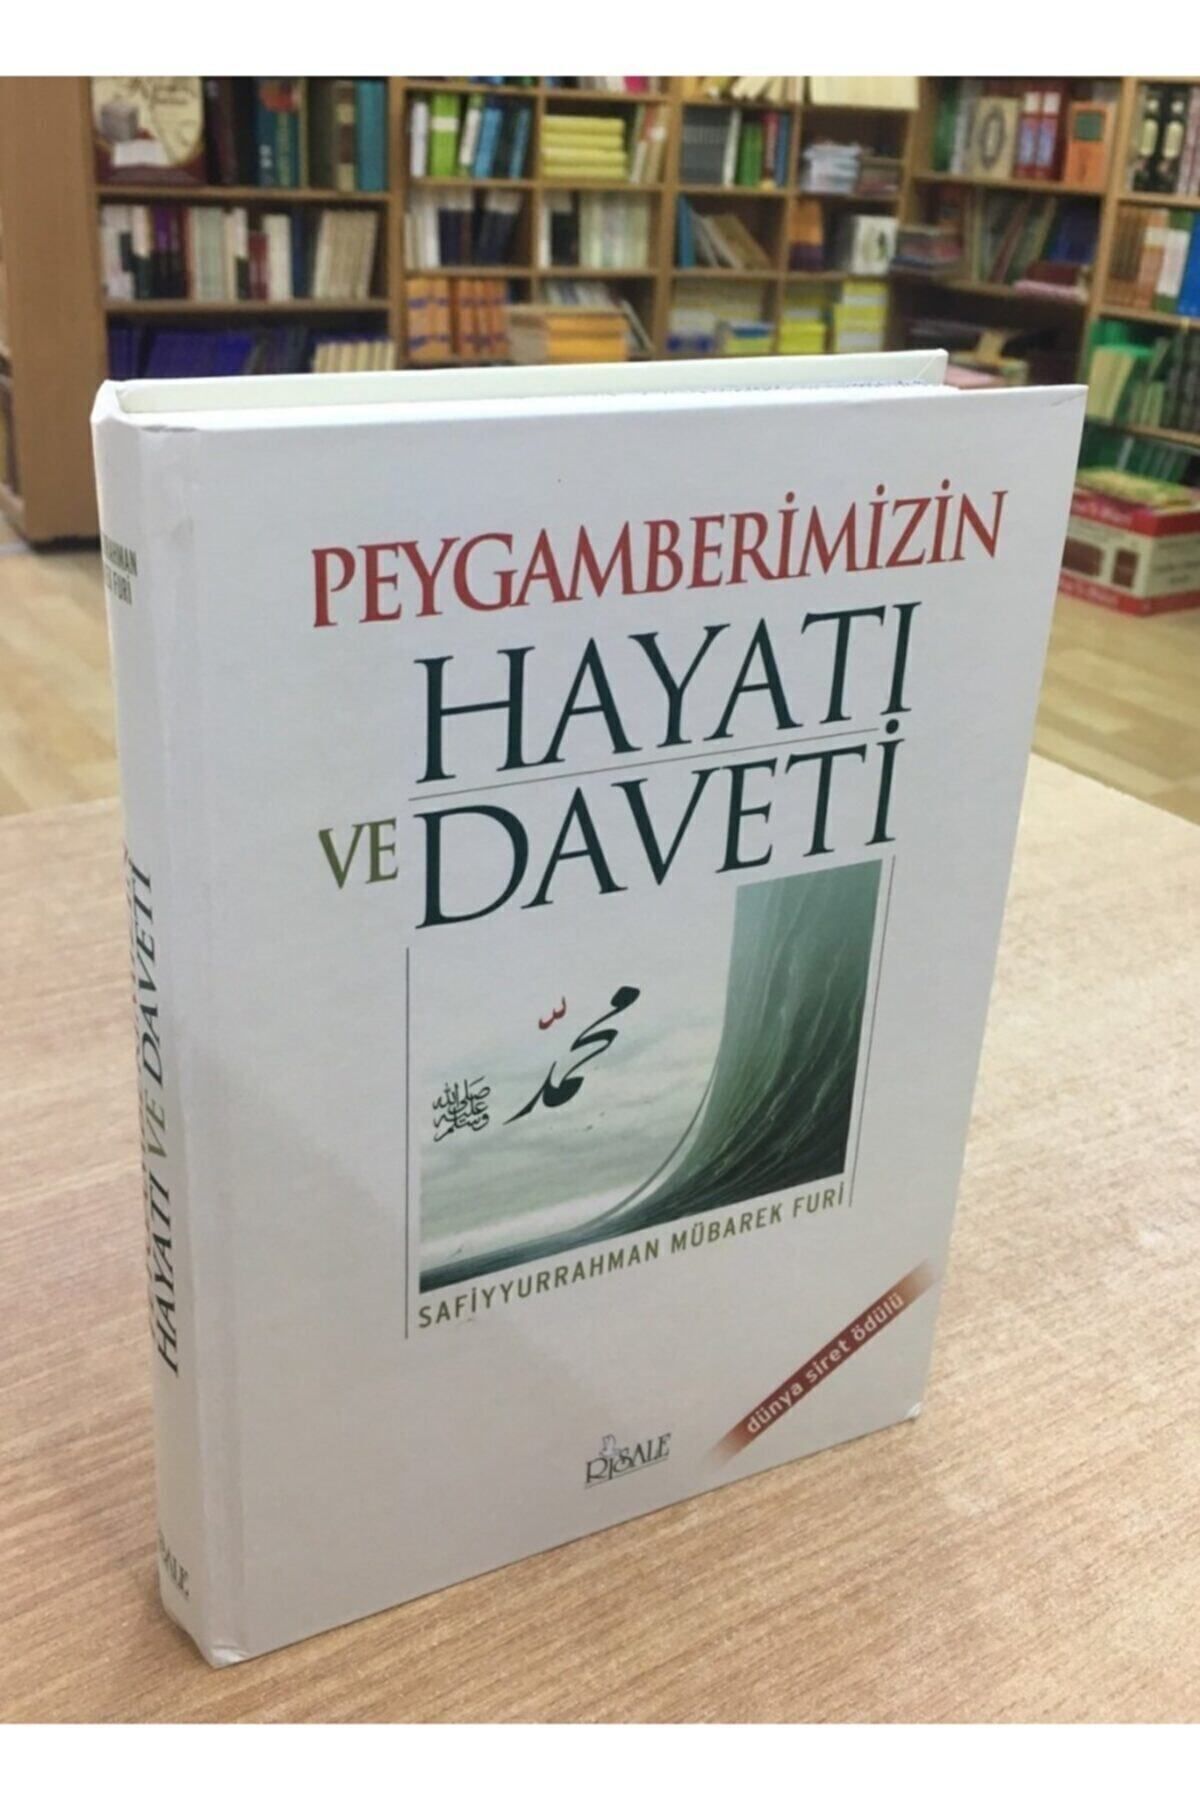 PEYGAMBERİMİZİN
HAYATI
VE DAVETİ
محمد
صلى الله
عليه
وسلم
SAFİYYURRAHMAN MÜBAREK FURİ
dünya siret ödülü
RİSALE
HAYATI VE DAVETİ